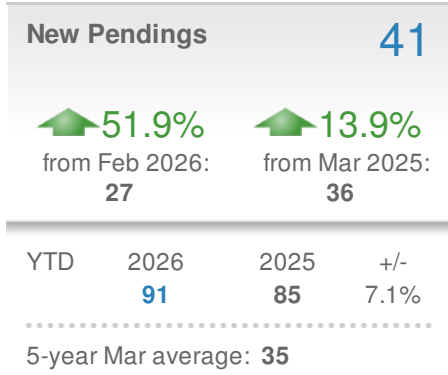 New Pendings 41
51.9% 13.9%
from Feb 2026: from Mar 2025:
27 36
YTD 2026 2025 +/-
91 85 7.1%
5-year Mar average: 35